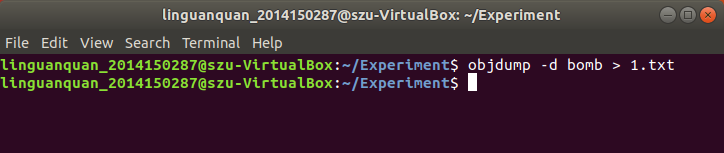 linguanquan_2014150287@szu-VirtualBox: ~/Experiment
File Edit View Search Terminal Help
linguanquan_2014150287@szu-VirtualBox:~/Experiment$ objdump -d bomb > 1.txt
linguanquan_2014150287@szu-VirtualBox:~/Experiment$